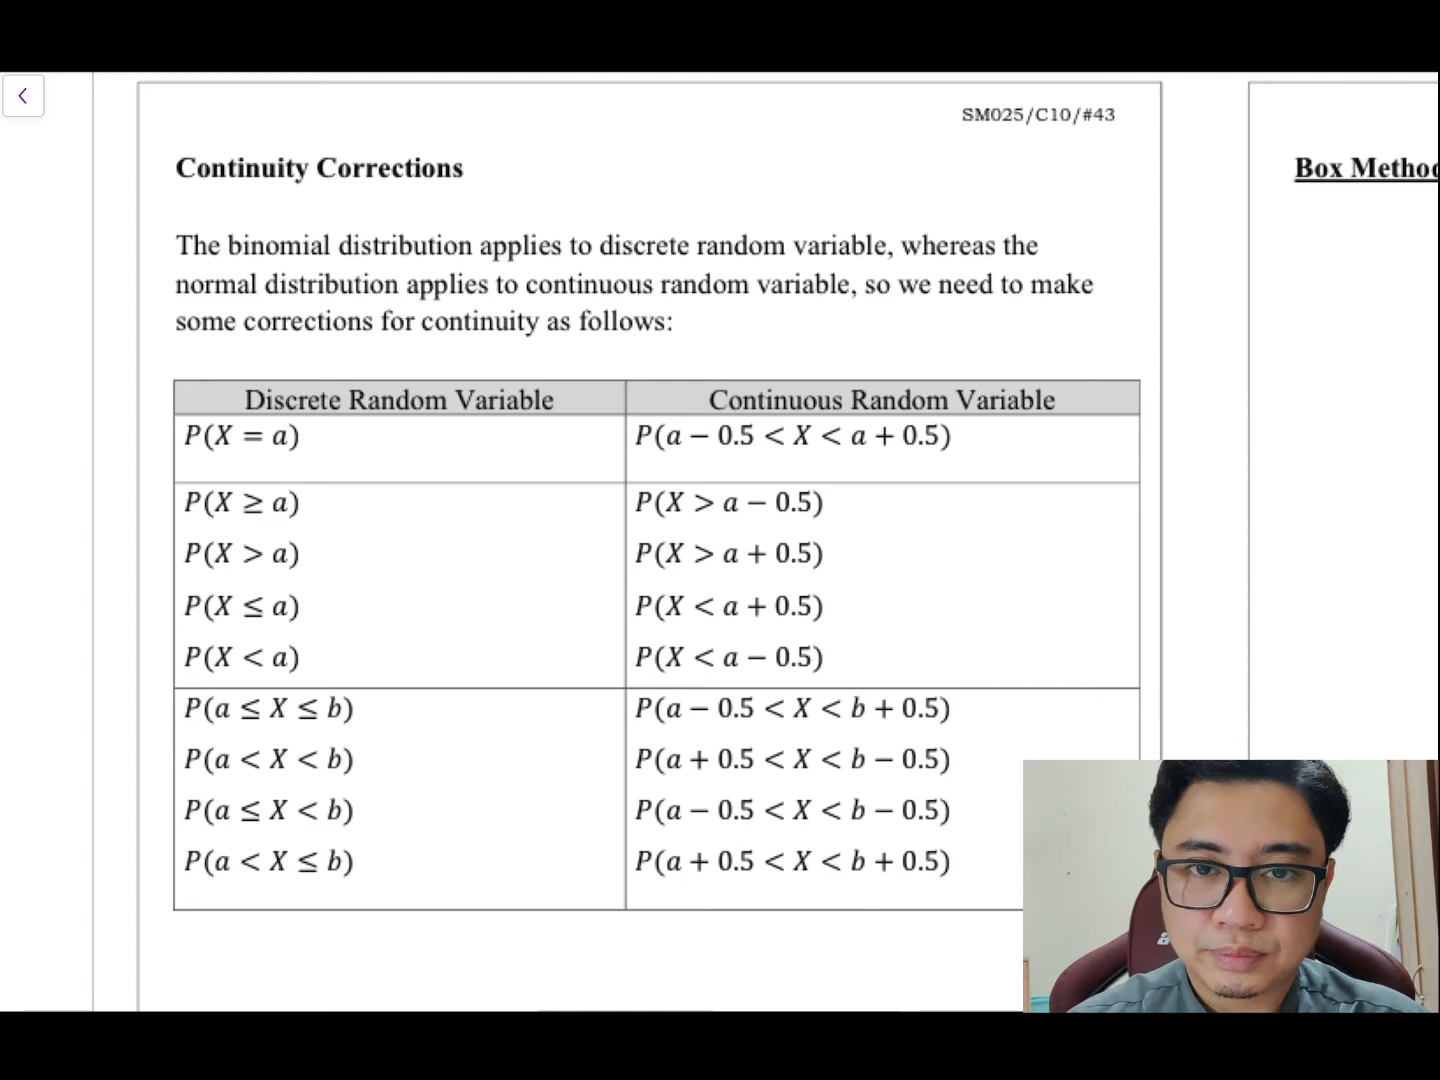 SM025/C10/#43
Continuity Corrections
The binomial distribution applies to discrete random variable, whereas the
normal distribution applies to continuous random variable, so we need to make
some corrections for continuity as follows:
Discrete Random Variable Continuous Random Variable
P(X = a) P(a − 0.5 < X < a + 0.5)
P(X ≥ a) P(X > a − 0.5)
P(X > a) P(X > a + 0.5)
P(X ≤ a) P(X < a + 0.5)
P(X < a) P(X < a − 0.5)
P(a ≤ X ≤ b) P(a − 0.5 < X < b + 0.5)
P(a < X < b) P(a + 0.5 < X < b − 0.5)
P(a ≤ X < b) P(a − 0.5 < X < b − 0.5)
P(a < X ≤ b) P(a + 0.5 < X < b + 0.5)
Box